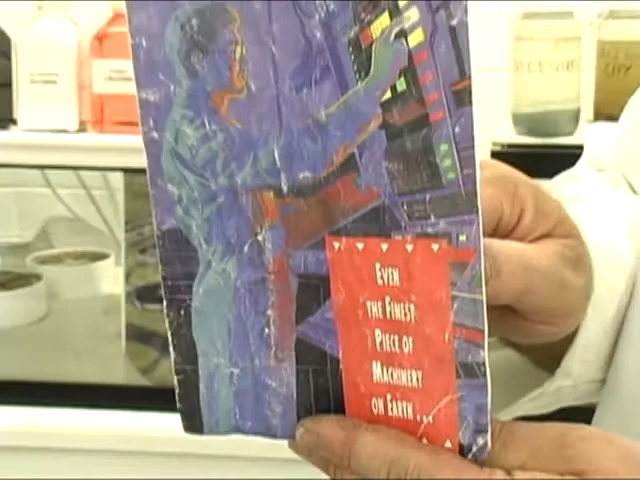 EVEN
THE FINEST
PIECE OF
MACHINERY
ON EARTH...